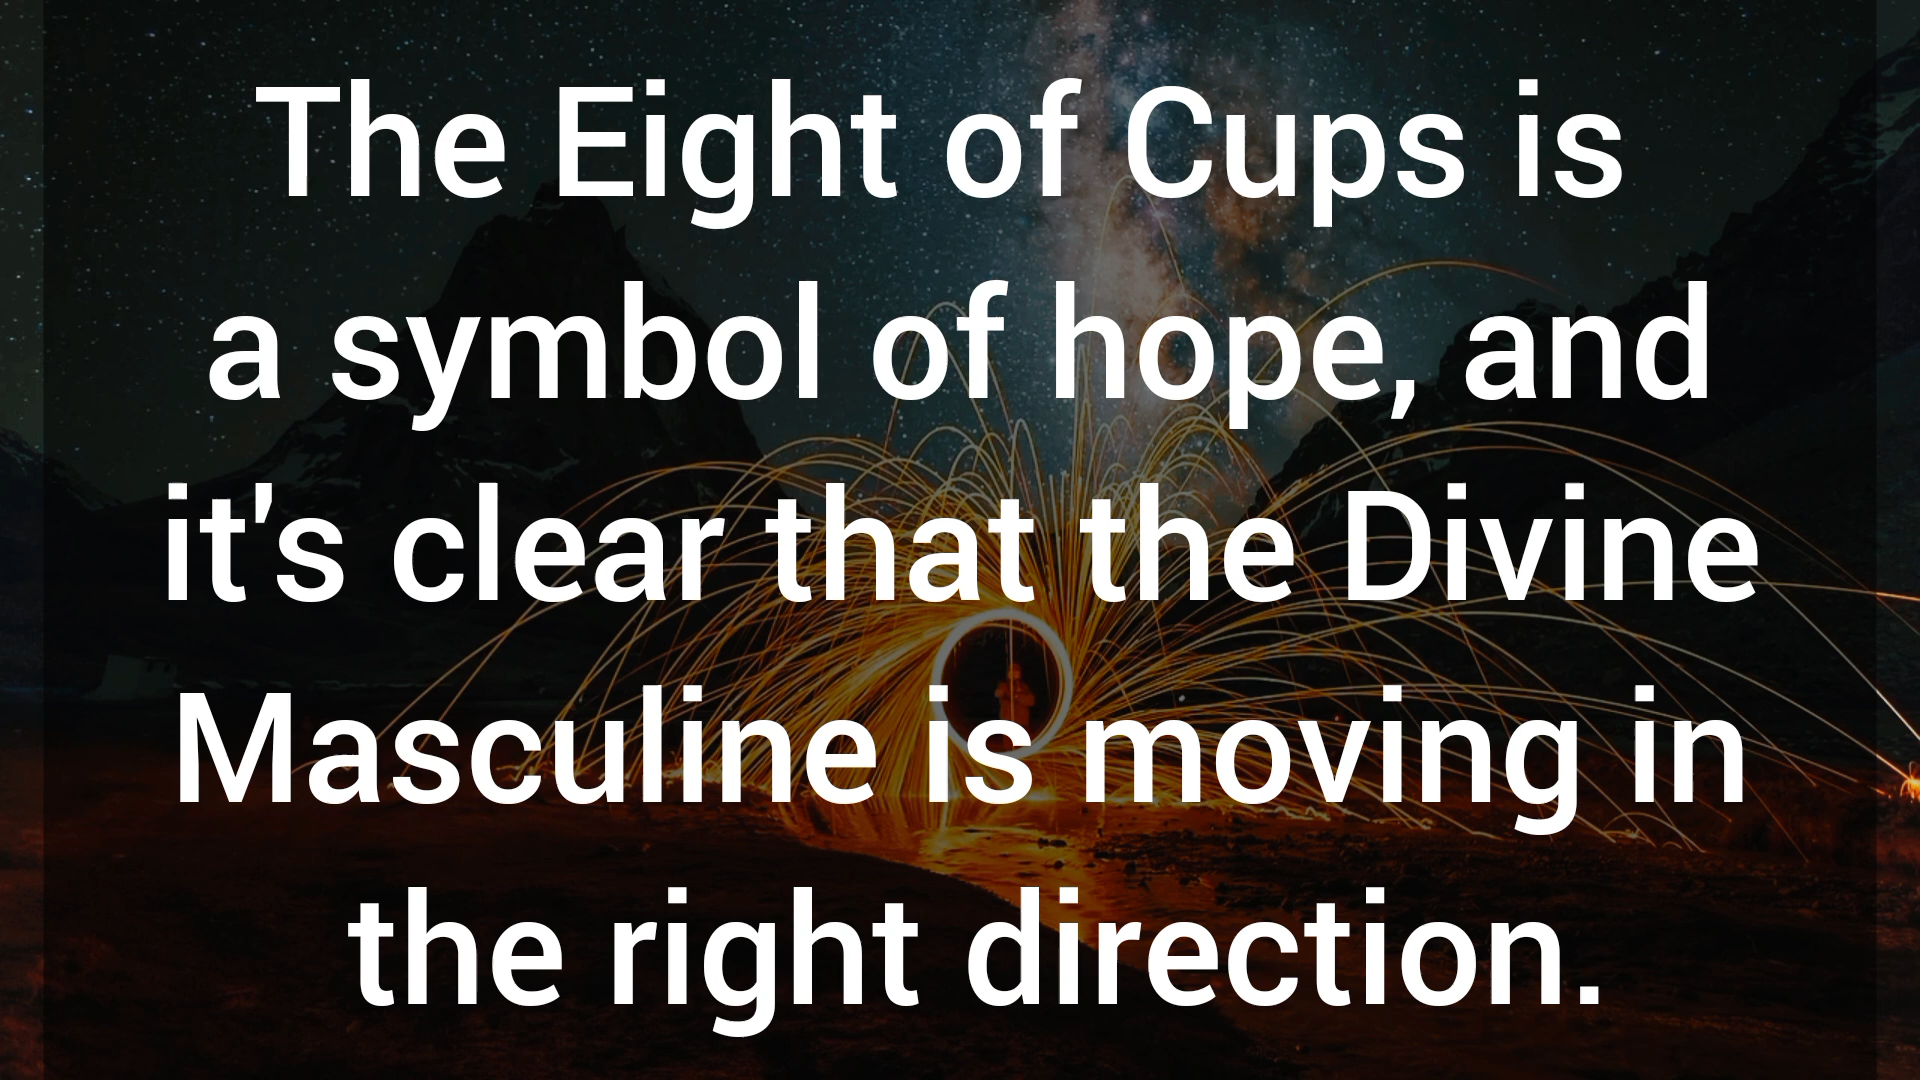 The Eight of Cups is
a symbol of hope, and
it's clear that the Divine
Masculine is moving in
the right direction.